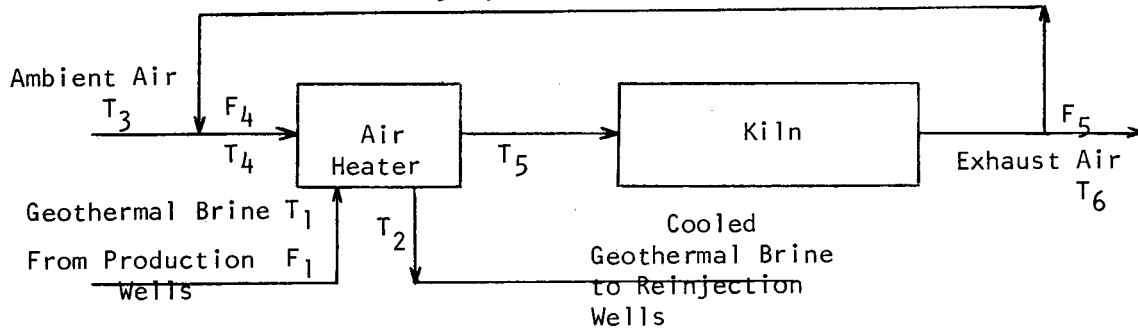 Ambient Air
T3
F4
T4
Air
Heater
T5
Kiln
F5
Exhaust Air
T6
Geothermal Brine T1
From Production F1
Wells
T2
Cooled
Geothermal Brine
to Reinjection
Wells